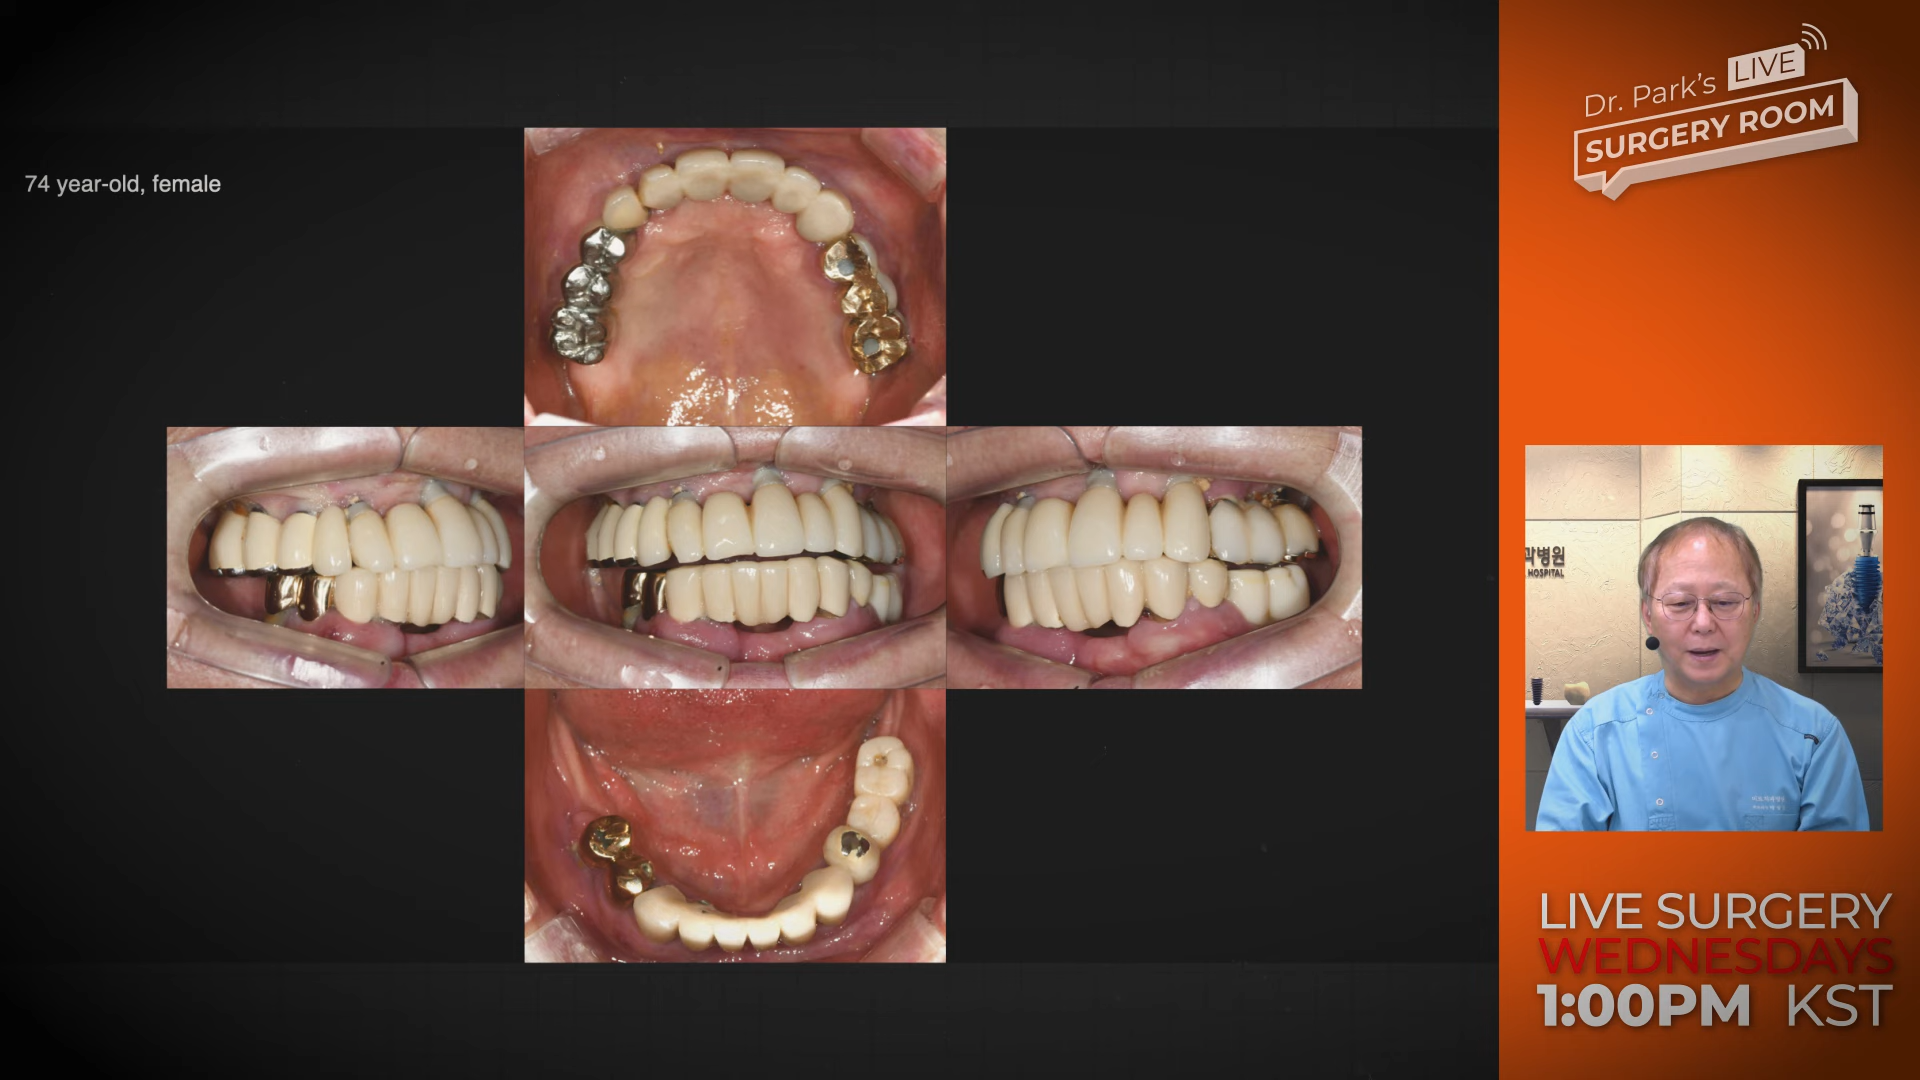 74 year-old, female
Dr. Park's LIVE
SURGERY ROOM
과병원
HOSPITAL
LIVE SURGERY
WEDNESDAYS
1:00PM KST